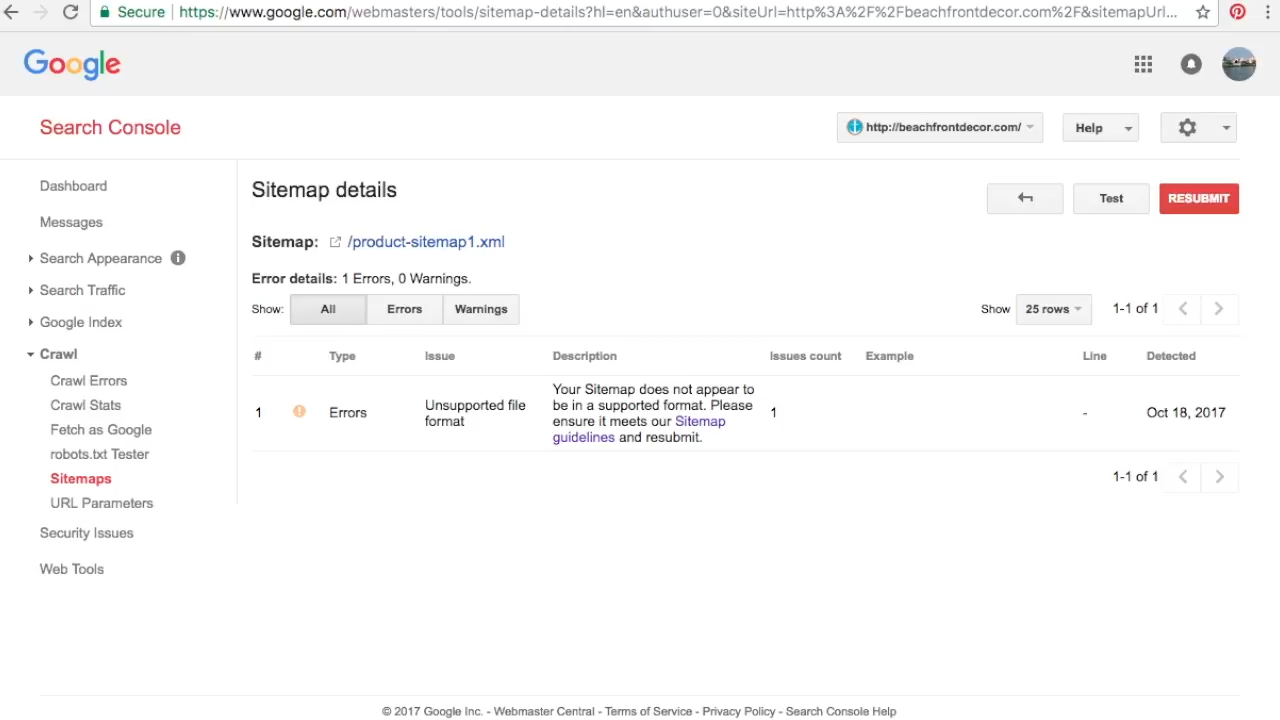 Secure https://www.google.com/webmasters/tools/sitemap-details?hl=en&authuser=0&siteUrl=http%3A%2F%2Fbeachfrontdecor.com%2F&sitemapUrl...
Google
Search Console
http://beachfrontdecor.com/
Help
Dashboard
Messages
Search Appearance
Search Traffic
Google Index
Crawl
Crawl Errors
Crawl Stats
Fetch as Google
robots.txt Tester
Sitemaps
URL Parameters
Security Issues
Web Tools
Sitemap details
Test
RESUBMIT
Sitemap: /product-sitemap1.xml
Error details: 1 Errors, 0 Warnings.
Show: All Errors Warnings
Show 25 rows 1-1 of 1
# Type Issue Description Issues count Example Line Detected
1 Errors
Unsupported file
format
Your Sitemap does not appear to
be in a supported format. Please
ensure it meets our Sitemap
guidelines and resubmit.
1
-
Oct 18, 2017
1-1 of 1
© 2017 Google Inc. - Webmaster Central - Terms of Service - Privacy Policy - Search Console Help